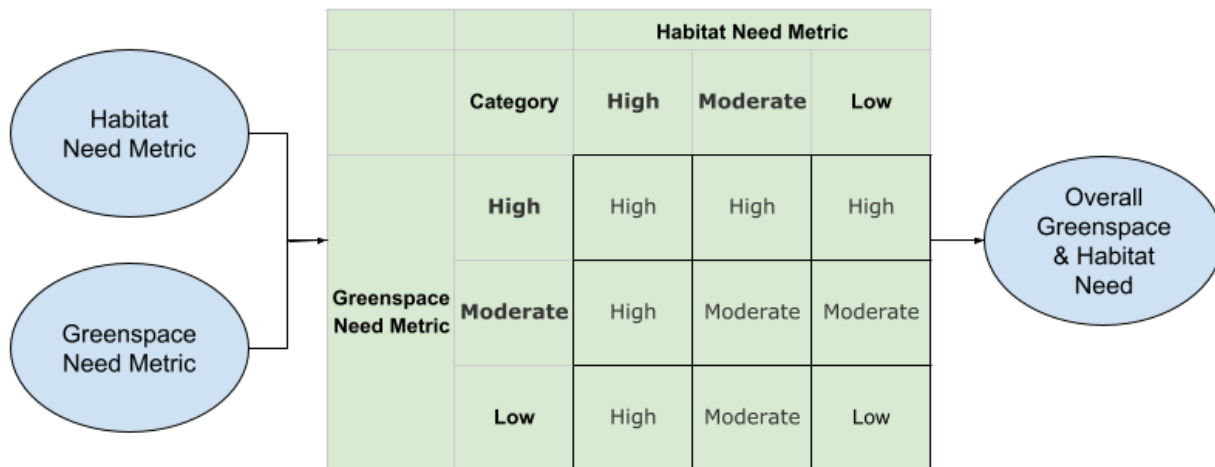 Habitat
Need Metric
Greenspace
Need Metric
Habitat Need Metric
Category High Moderate Low
Greenspace
Need Metric
High High High High
Moderate High Moderate Moderate
Low High Moderate Low
Overall
Greenspace
& Habitat
Need